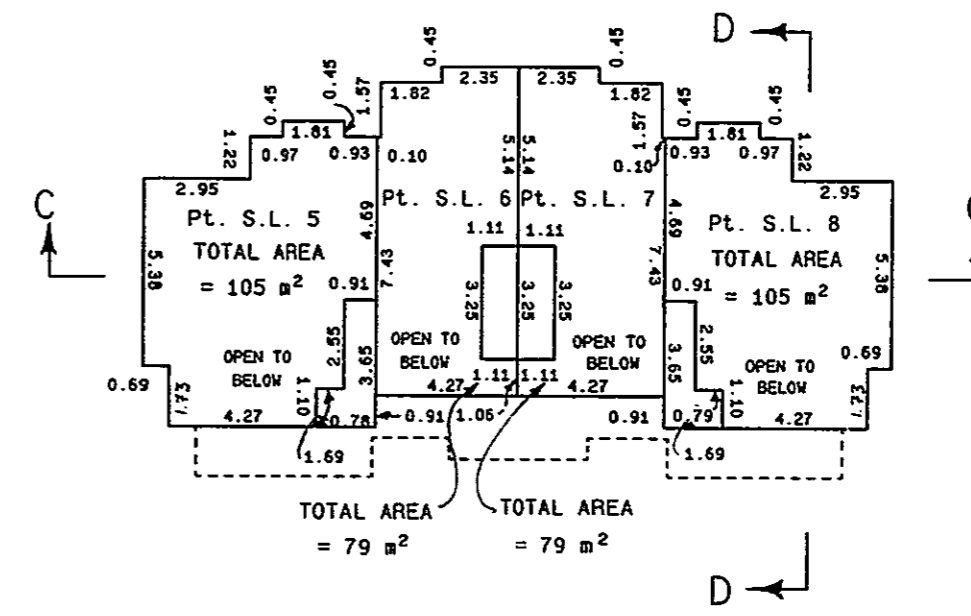 D
0.45 0.45
0.45 2.35 2.35 0.45
0.45 1.57 1.82 1.82 1.57 0.45
1.81 1.81
1.22 0.97 0.93 0.10 5.14 5.14 0.10 0.93 0.97 1.22
2.95 2.95
C
Pt. S.L. 5 Pt. S.L. 6 Pt. S.L. 7 Pt. S.L. 8
4.69 4.69
TOTAL AREA 1.11 1.11 TOTAL AREA
= 105 m² = 105 m²
5.38 0.91 7.43 3.25 3.25 3.25 7.43 0.91 5.38
2.55 2.55
OPEN TO OPEN TO OPEN TO OPEN TO
BELOW BELOW BELOW BELOW
0.69 3.65 3.65 0.69
1.11 1.11
1.73 4.27 1.10 4.27 4.27 1.10 4.27
0.78 0.91 1.06 0.91 0.79
1.69 1.69
TOTAL AREA TOTAL AREA
= 79 m² = 79 m²
D